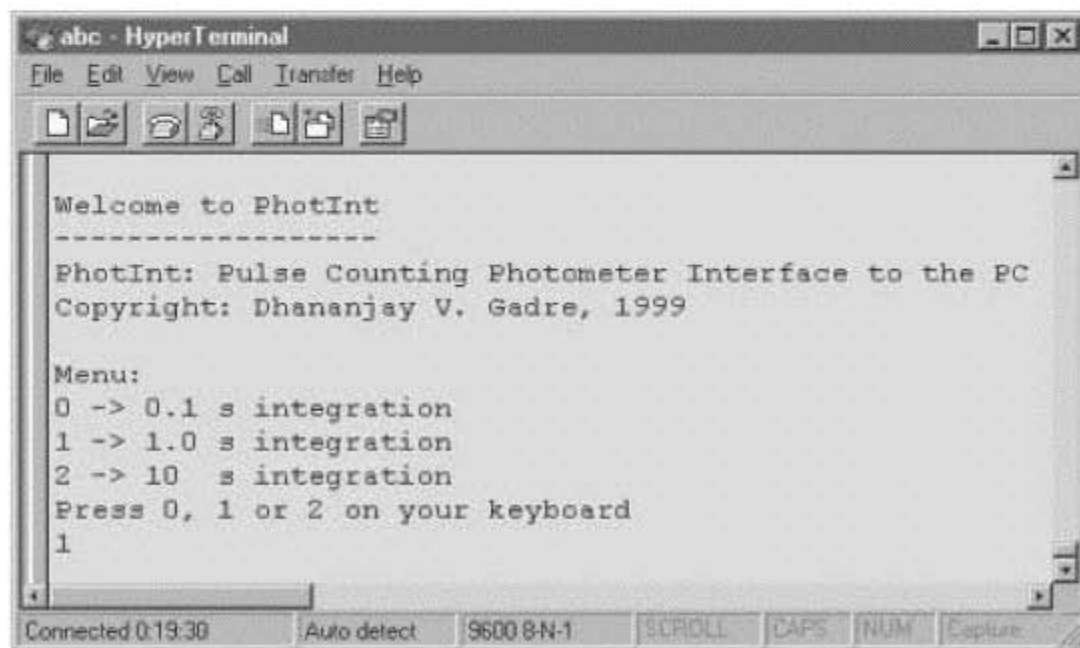 abc - HyperTerminal
File Edit View Call Transfer Help
Welcome to PhotInt
------------------
PhotInt: Pulse Counting Photometer Interface to the PC
Copyright: Dhananjay V. Gadre, 1999
Menu:
0 -> 0.1 s integration
1 -> 1.0 s integration
2 -> 10  s integration
Press 0, 1 or 2 on your keyboard
1
Connected 0:19:30 Auto detect 9600 8-N-1 SCROLL CAPS NUM Capture